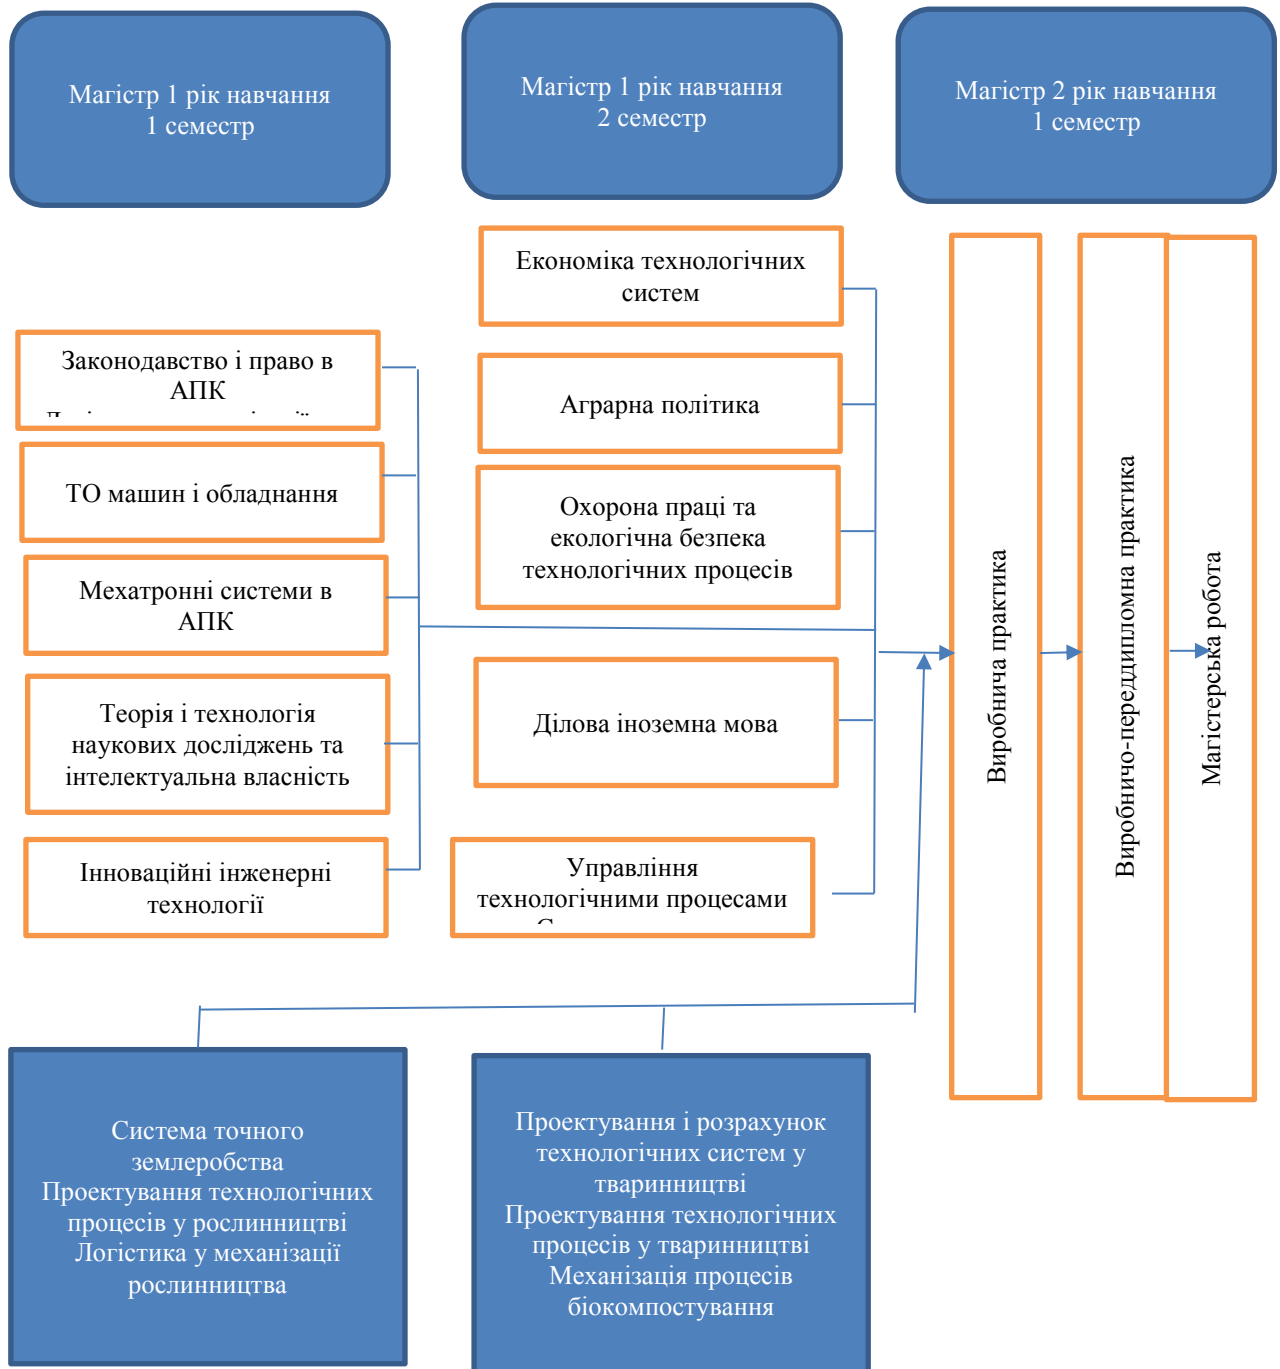 Магістр 1 рік навчання
1 семестр
Магістр 1 рік навчання
2 семестр
Магістр 2 рік навчання
1 семестр
Законодавство і право в
АПК
ТО машин і обладнання
Мехатронні системи в
АПК
Теорія і технологія
наукових досліджень та
інтелектуальна власність
Інноваційні інженерні
технології
Економіка технологічних
систем
Аграрна політика
Охорона праці та
екологічна безпека
технологічних процесів
Ділова іноземна мова
Управління
технологічними процесами
Виробнича практика
Виробничо-переддипломна практика
Магістерська робота
Система точного
землеробства
Проектування технологічних
процесів у рослинництві
Логістика у механізації
рослинництва
Проектування і розрахунок
технологічних систем у
тваринництві
Проектування технологічних
процесів у тваринництві
Механізація процесів
біокомпостування